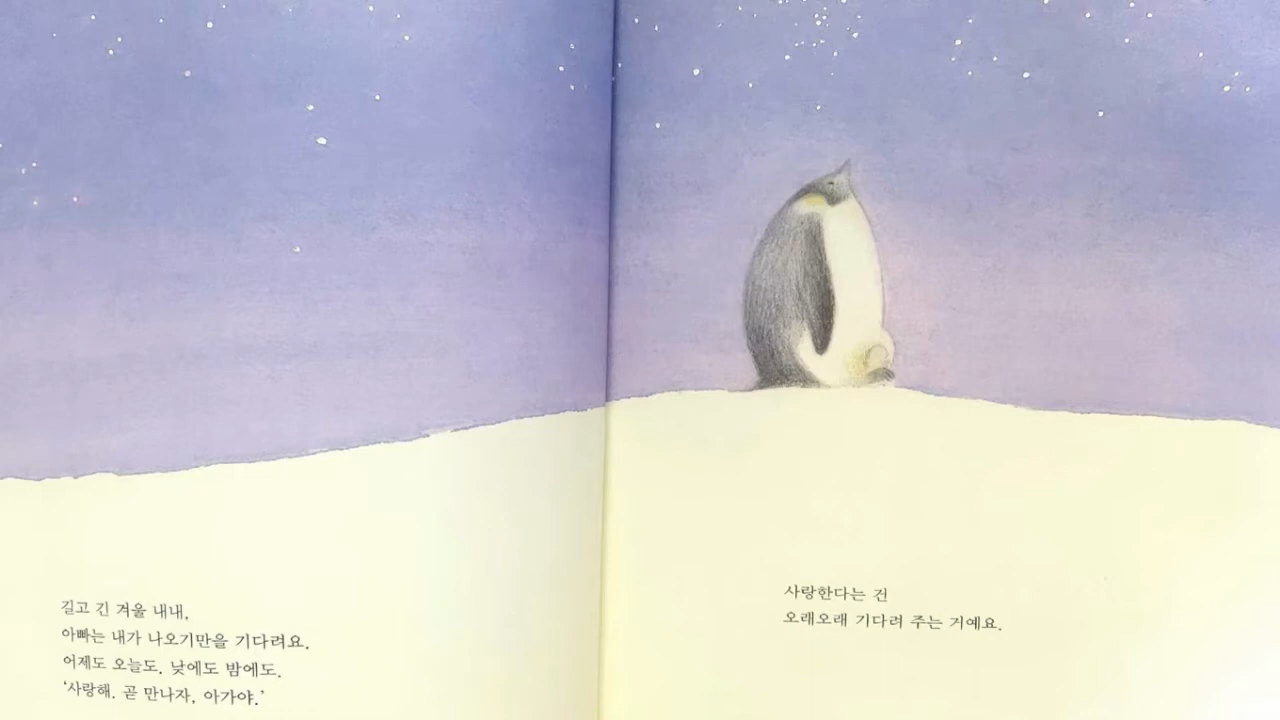 길고 긴 겨울 내내,
아빠는 내가 나오기만을 기다려요.
어제도 오늘도. 낮에도 밤에도.
‘사랑해. 곧 만나자, 아가야.’
사랑한다는 건
오래오래 기다려 주는 거예요.